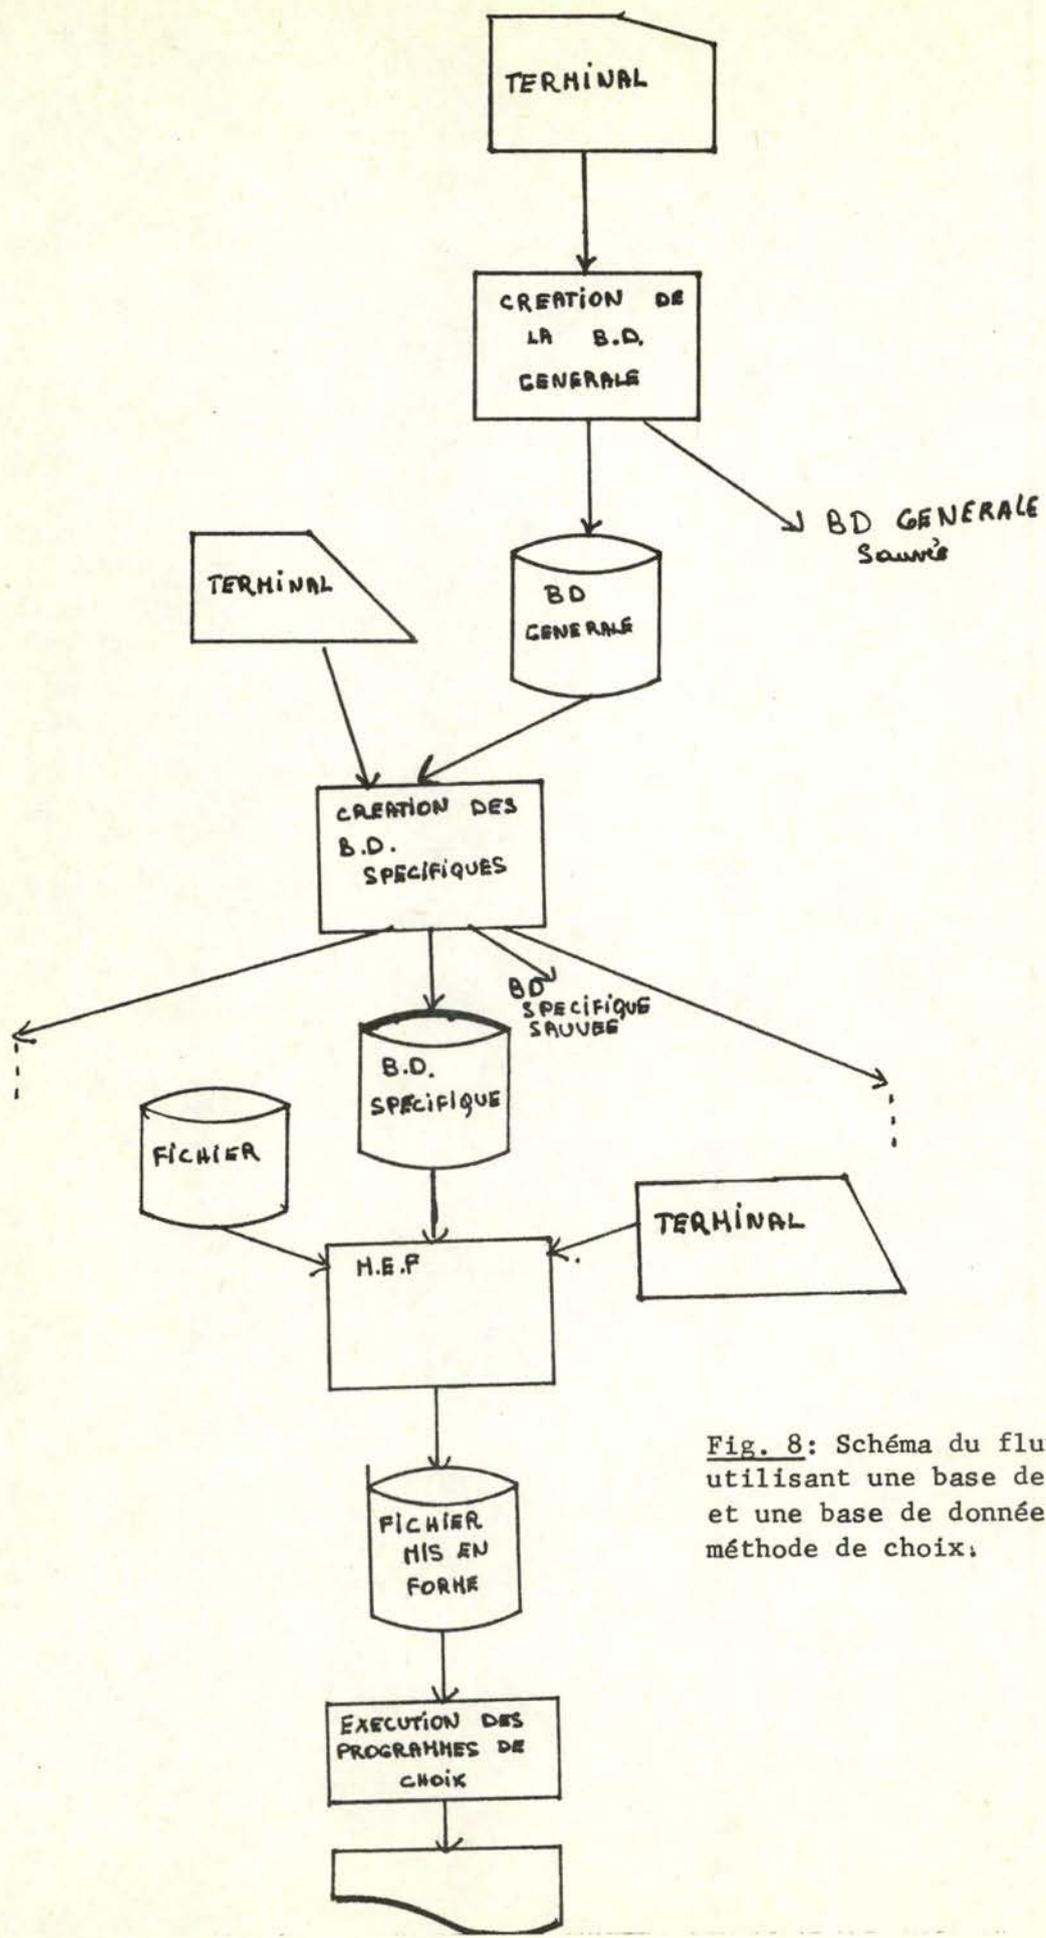 TERMINAL
CREATION DE
LA B.D.
GENERALE
BD GENERALE
Sauvée
TERMINAL
BD
GENERALE
CREATION DES
B.D.
SPECIFIQUES
BD
SPECIFIQUE
SAUVEE
B.D.
SPECIFIQUE
FICHIER
TERMINAL
M.E.F
FICHIER
MIS EN
FORME
Fig. 8: Schéma du flu
utilisant une base de
et une base de donnée
méthode de choix.
EXECUTION DES
PROGRAMMES DE
CHOIX